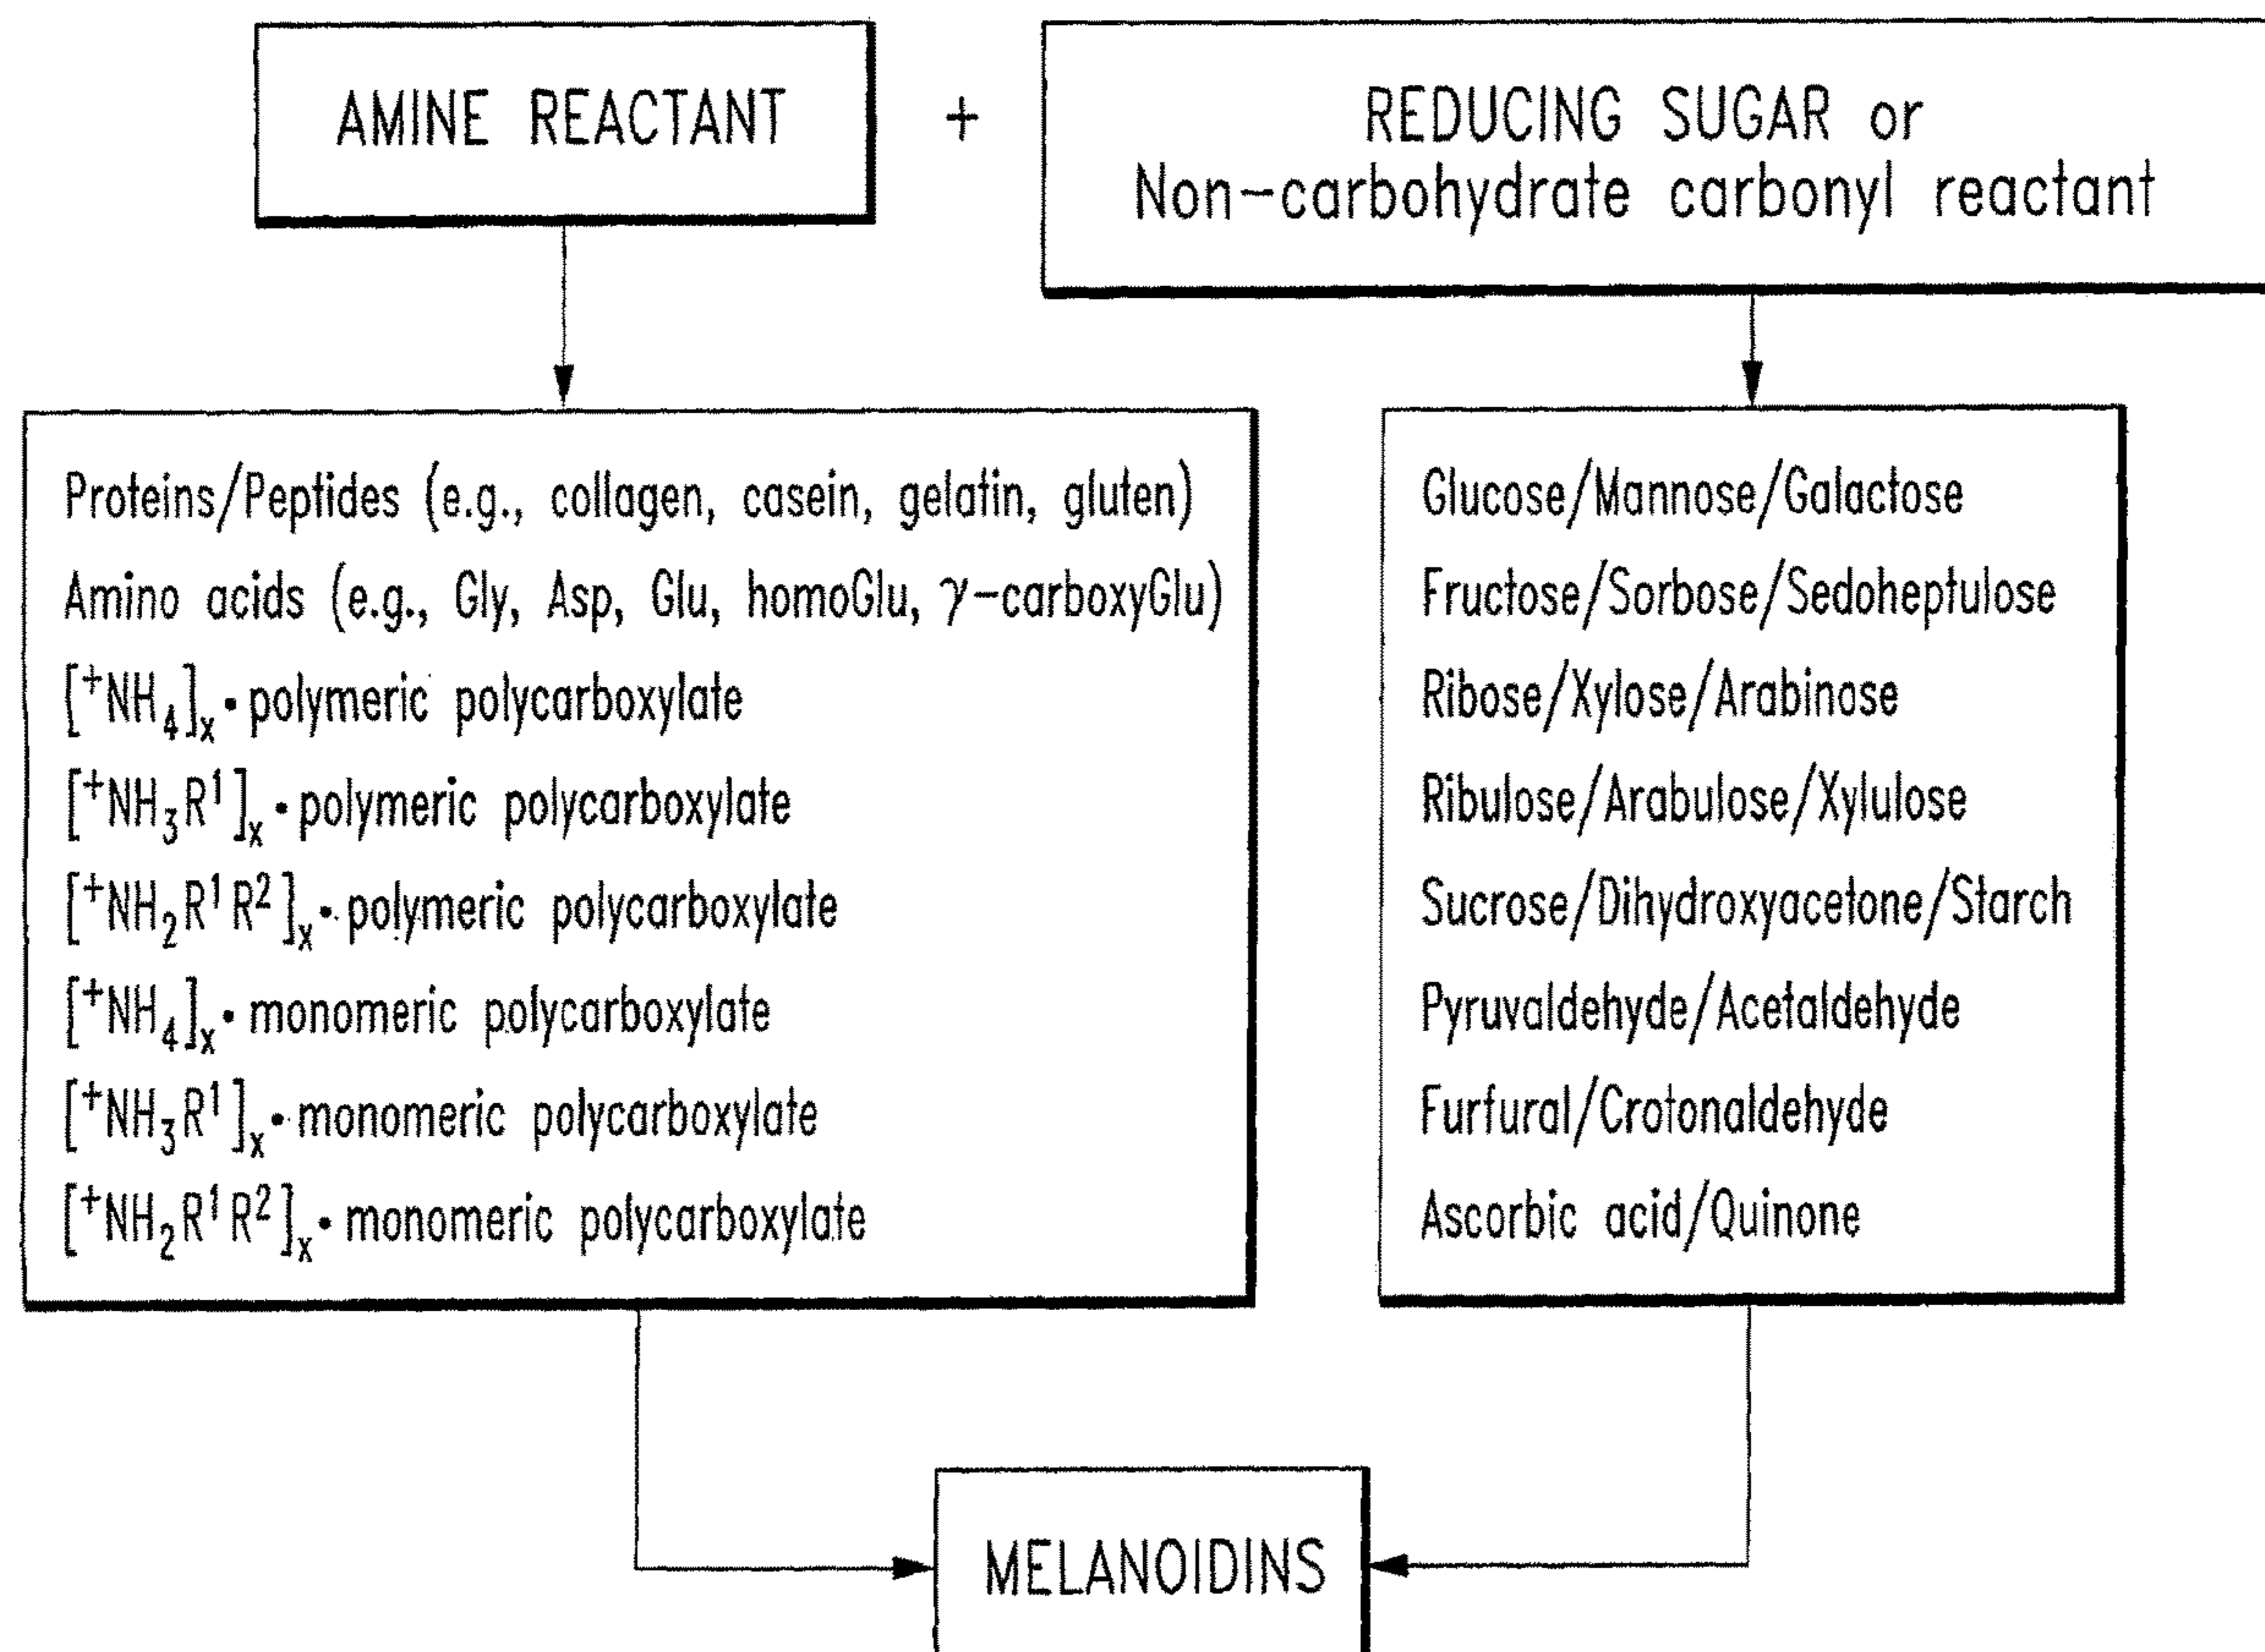 AMINE REACTANT
+
REDUCING SUGAR or
Non-carbohydrate carbonyl reactant
Proteins/Peptides (e.g., collagen, casein, gelatin, gluten)
Amino acids (e.g., Gly, Asp, Glu, homoGlu, γ-carboxyGlu)
[⁺NH₄]ₓ·polymeric polycarboxylate
[⁺NH₃R¹]ₓ·polymeric polycarboxylate
[⁺NH₂R¹R²]ₓ·polymeric polycarboxylate
[⁺NH₄]ₓ·monomeric polycarboxylate
[⁺NH₃R¹]ₓ·monomeric polycarboxylate
[⁺NH₂R¹R²]ₓ·monomeric polycarboxylate
Glucose/Mannose/Galactose
Fructose/Sorbose/Sedoheptulose
Ribose/Xylose/Arabinase
Ribulose/Arabulose/Xylulose
Sucrose/Dihydroxyacetone/Starch
Pyruvaldehyde/Acetaldehyde
Furfural/Crotonaldehyde
Ascorbic acid/Quinone
MELANOIDINS